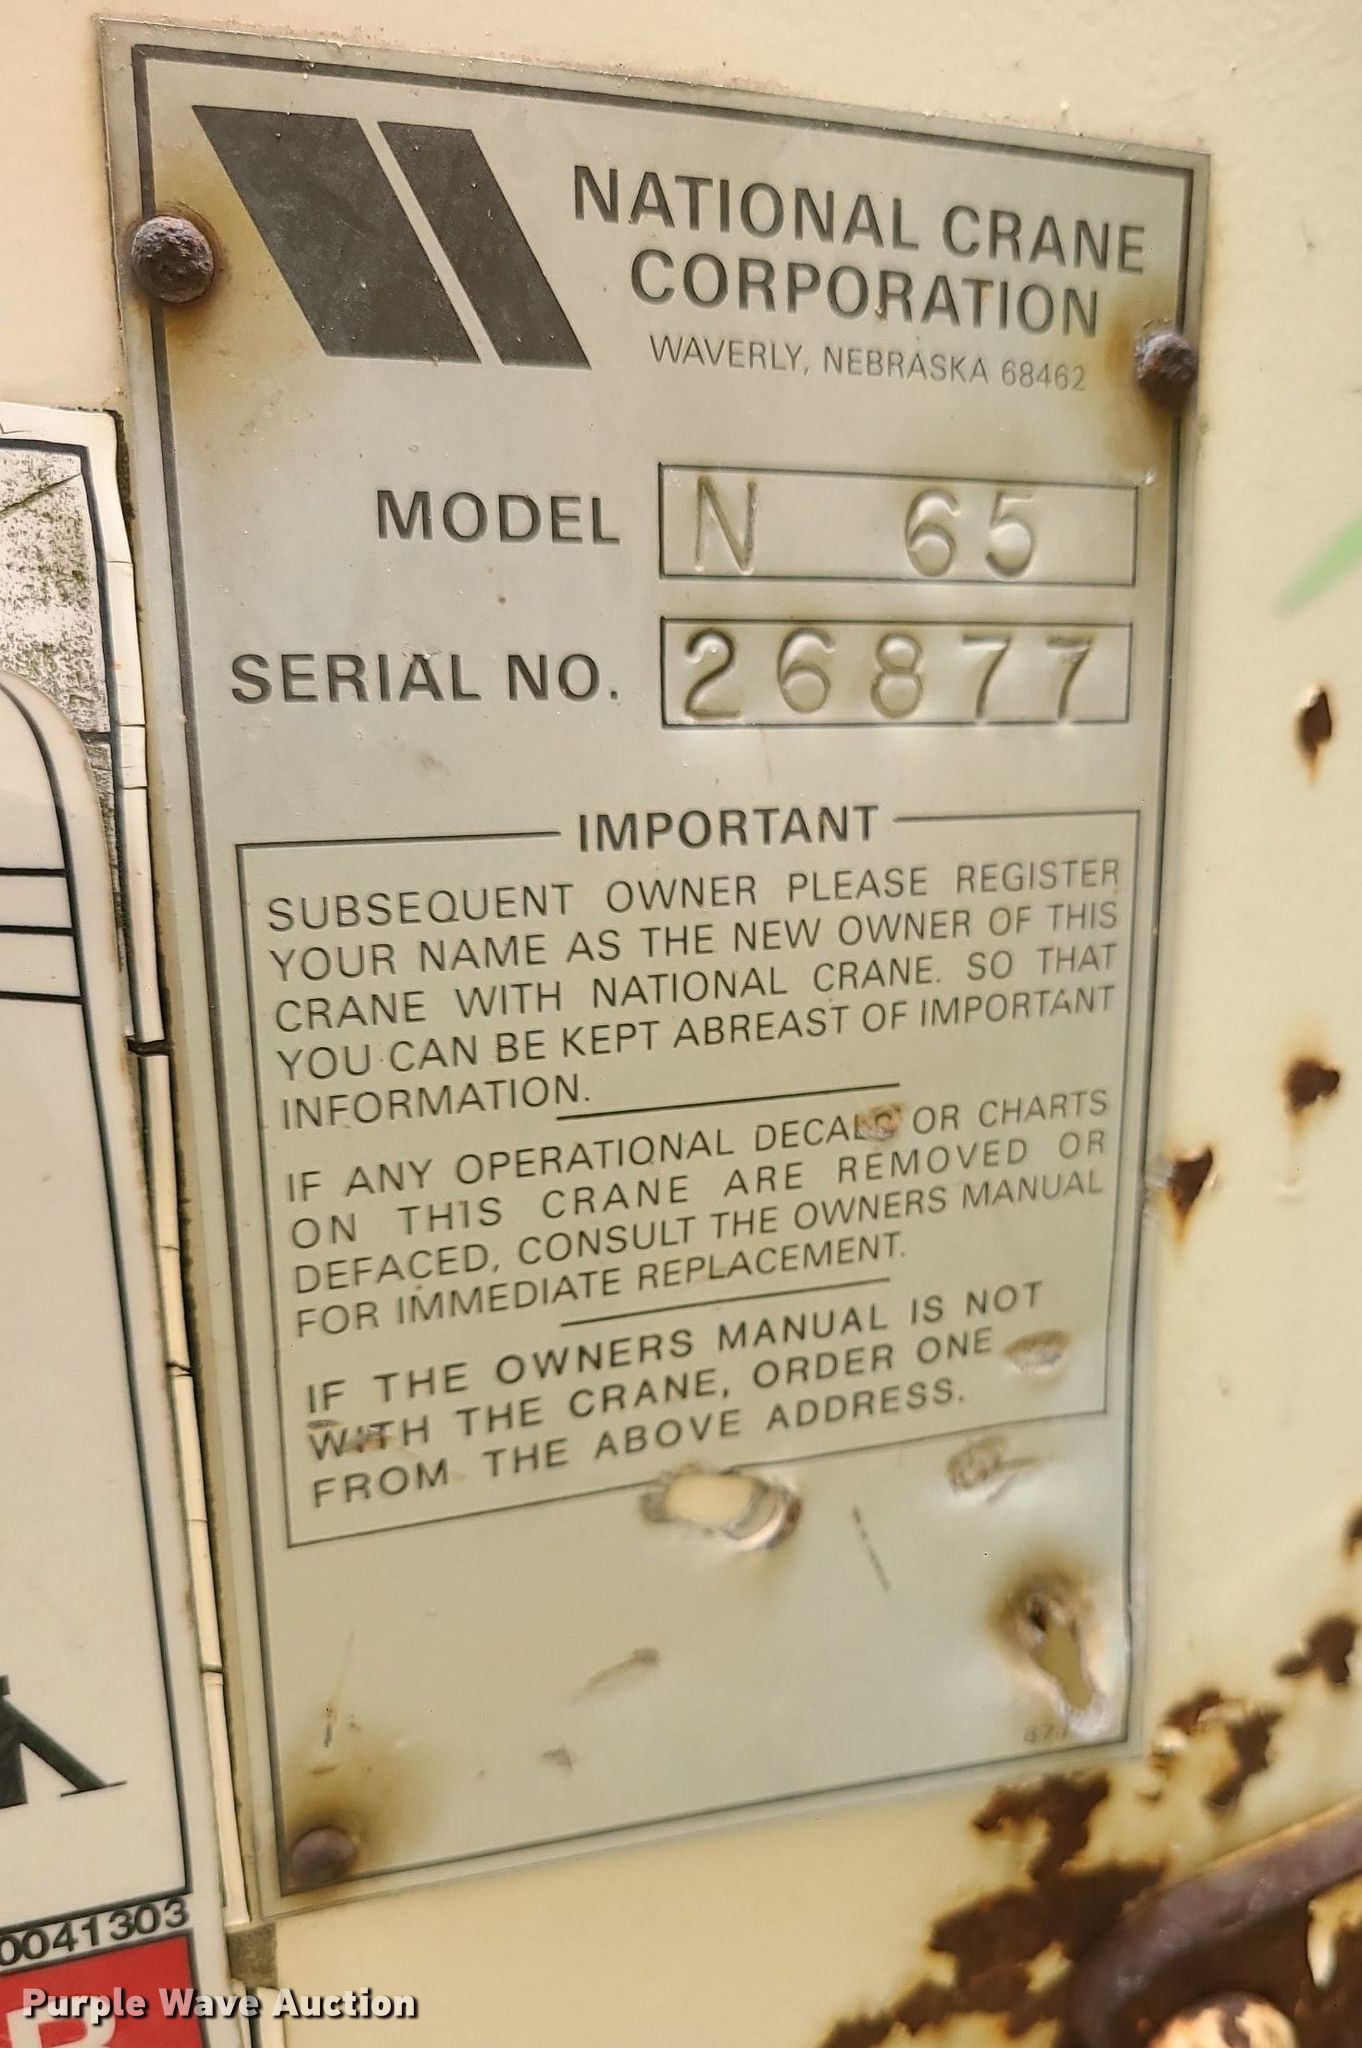 NATIONAL CRANE
CORPORATION
WAVERLY, NEBRASKA 68462
MODEL N 65
SERIAL NO. 26877
IMPORTANT
SUBSEQUENT OWNER PLEASE REGISTER
YOUR NAME AS THE NEW OWNER OF THIS
CRANE WITH NATIONAL CRANE. SO THAT
YOU CAN BE KEPT ABREAST OF IMPORTANT
INFORMATION.
IF ANY OPERATIONAL DECALS OR CHARTS
ON THIS CRANE ARE REMOVED OR
DEFACED, CONSULT THE OWNERS MANUAL
FOR IMMEDIATE REPLACEMENT.
IF THE OWNERS MANUAL IS NOT
WITH THE CRANE, ORDER ONE
FROM THE ABOVE ADDRESS.
0041303
Purple Wave Auction